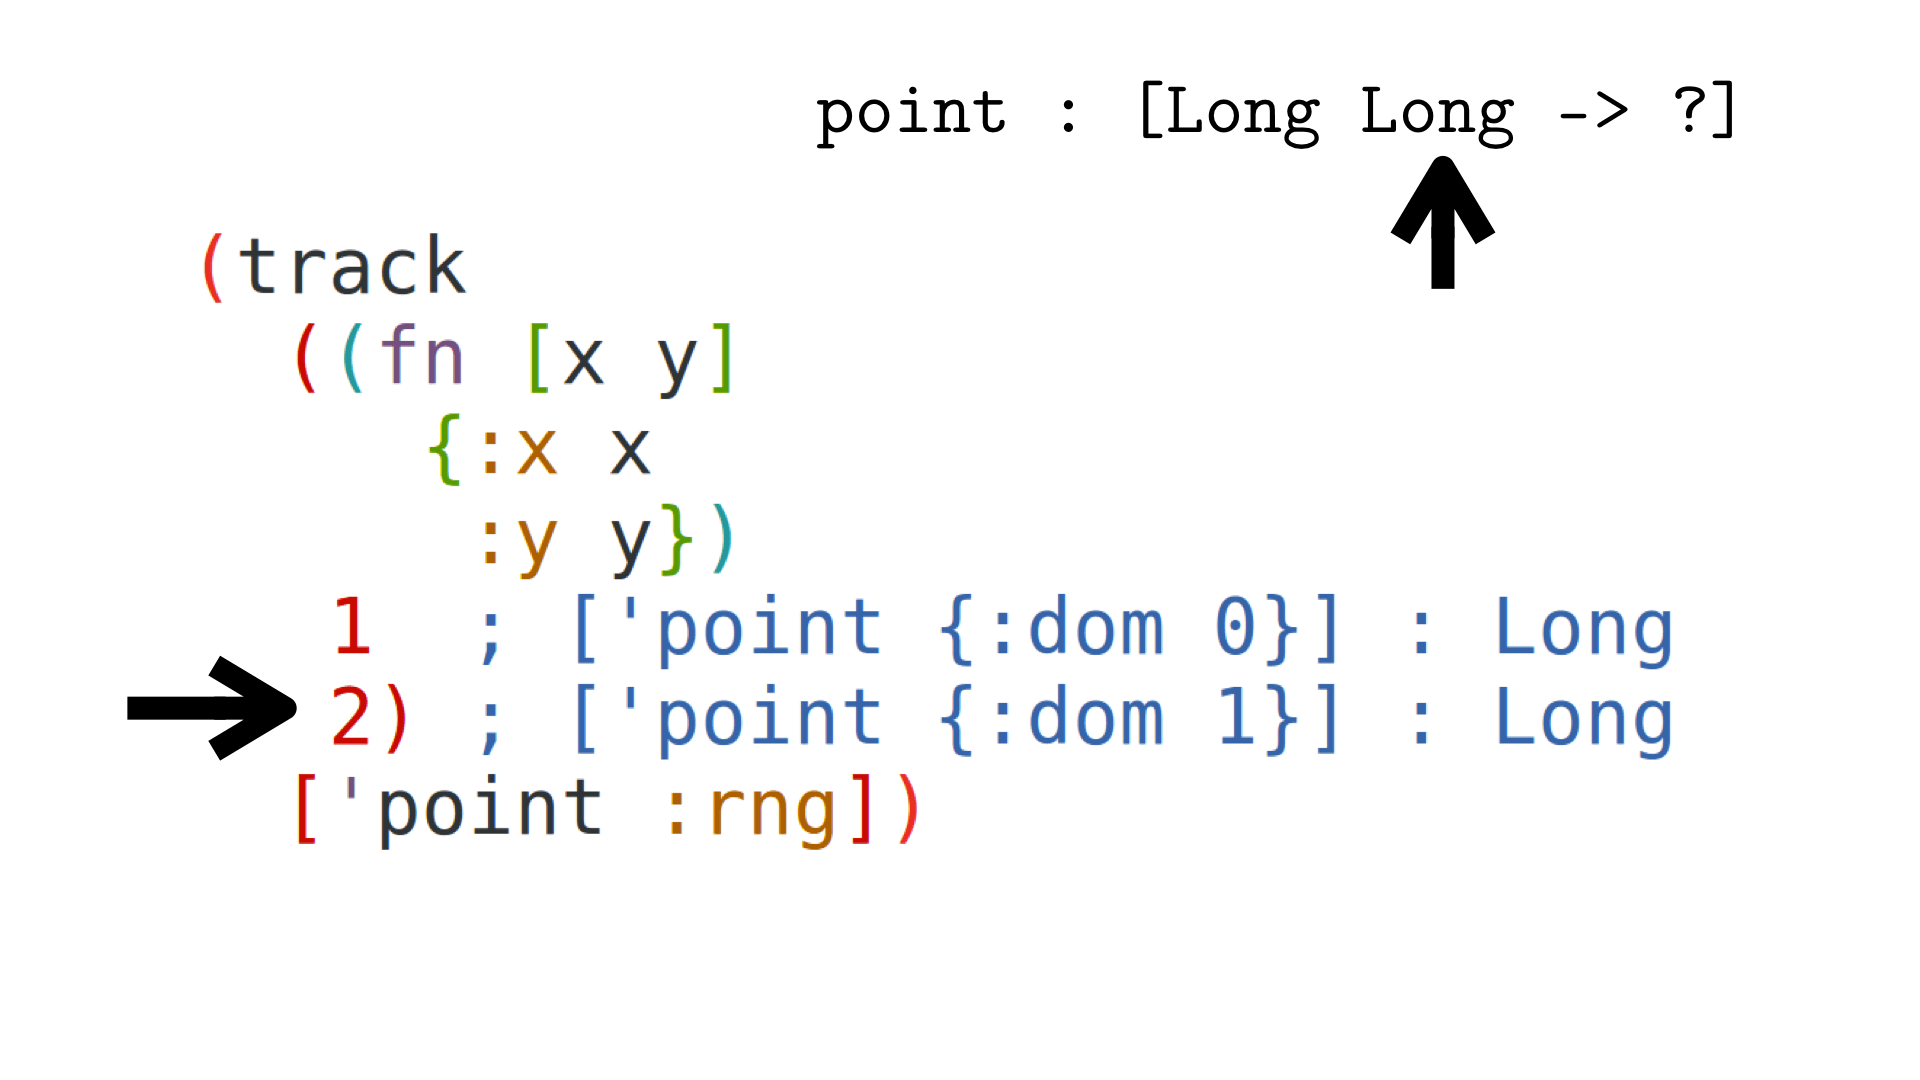 point : [Long Long -> ?]
(track
  ((fn [x y]
     {:x x
      :y y})
   1  ; ['point {:dom 0}] : Long
   2) ; ['point {:dom 1}] : Long
  ['point :rng])